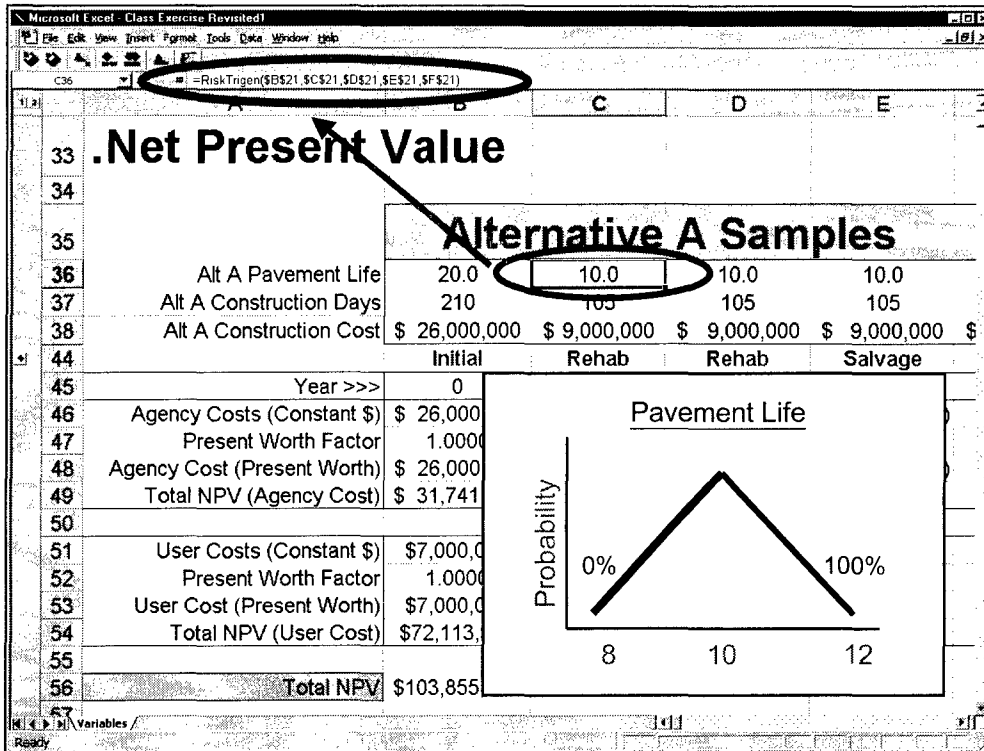 Microsoft Excel - Class Exercise Revisited1
File Edit View Insert Format Tools Data Window Help
C36 = =RiskTrigen($B$21,$C$21,$D$21,$E$21,$F$21)
1 2 A B C D E
33 .Net Present Value
34
35 Alternative A Samples
36 Alt A Pavement Life 20.0 10.0 10.0 10.0
37 Alt A Construction Days 210 105 105 105
38 Alt A Construction Cost $ 26,000,000 $ 9,000,000 $ 9,000,000 $ 9,000,000 $
44 Initial Rehab Rehab Salvage
45 Year >>> 0
46 Agency Costs (Constant $) $ 26,000
47 Present Worth Factor 1.0000
48 Agency Cost (Present Worth) $ 26,000
49 Total NPV (Agency Cost) $ 31,741
50
51 User Costs (Constant $) $7,000,0
52 Present Worth Factor 1.0000
53 User Cost (Present Worth) $7,000,0
54 Total NPV (User Cost) $72,113,
55
56 Total NPV $103,855
57
Pavement Life
Probability
0% 100%
8 10 12
Variables
Ready